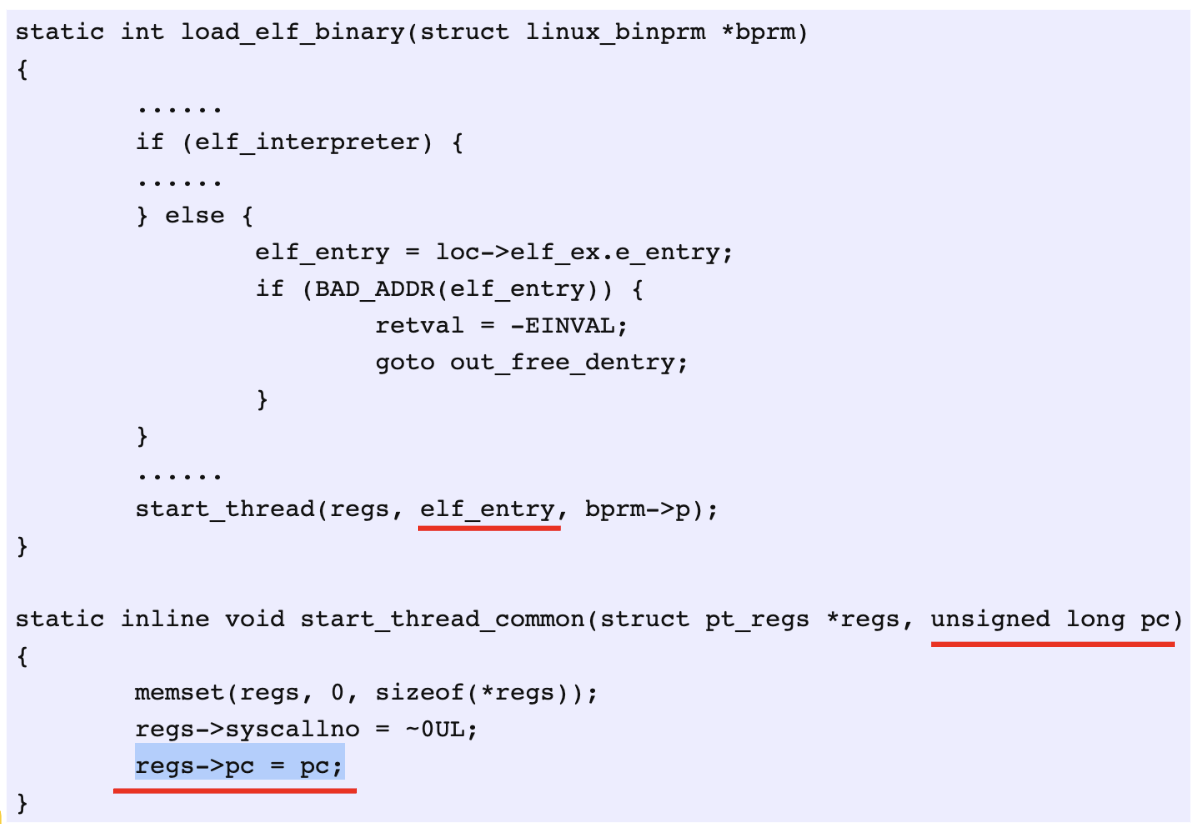 static int load_elf_binary(struct linux_binprm *bprm)
{
        ......
        if (elf_interpreter) {
        ......
        } else {
                elf_entry = loc->elf_ex.e_entry;
                if (BAD_ADDR(elf_entry)) {
                        retval = -EINVAL;
                        goto out_free_dentry;
                }
        }
        ......
        start_thread(regs, elf_entry, bprm->p);
}

static inline void start_thread_common(struct pt_regs *regs, unsigned long pc)
{
        memset(regs, 0, sizeof(*regs));
        regs->syscallno = ~0UL;
        regs->pc = pc;
}